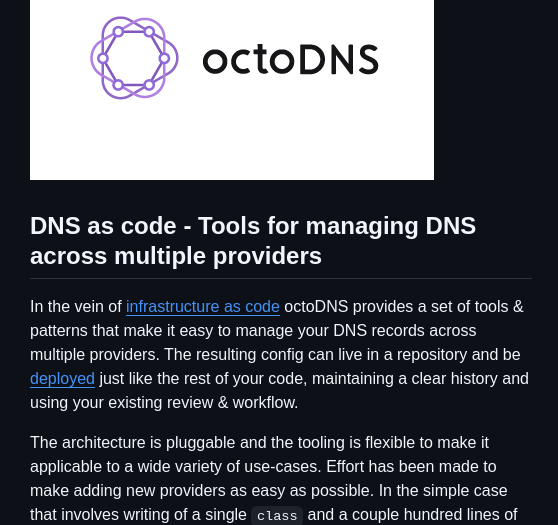 octoDNS
DNS as code - Tools for managing DNS
across multiple providers
In the vein of infrastructure as code octoDNS provides a set of tools &
patterns that make it easy to manage your DNS records across
multiple providers. The resulting config can live in a repository and be
deployed just like the rest of your code, maintaining a clear history and
using your existing review & workflow.
The architecture is pluggable and the tooling is flexible to make it
applicable to a wide variety of use-cases. Effort has been made to
make adding new providers as easy as possible. In the simple case
that involves writing of a single class and a couple hundred lines of